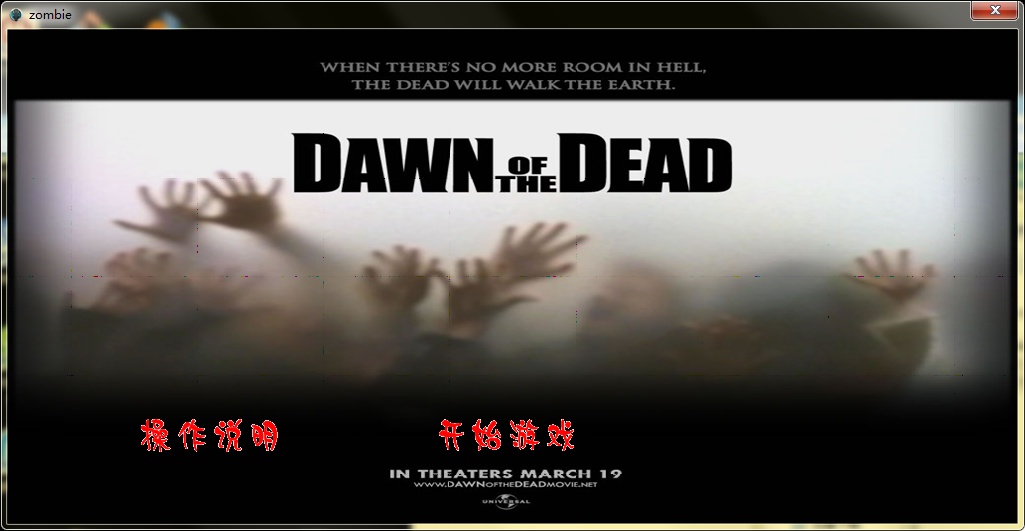 zombie
WHEN THERE'S NO MORE ROOM IN HELL,
THE DEAD WILL WALK THE EARTH.
DAWN OF THE DEAD
操作说明 开始游戏
IN THEATERS MARCH 19
WWW.DAWNOFTHEDEADMOVIE.NET
UNIVERSAL